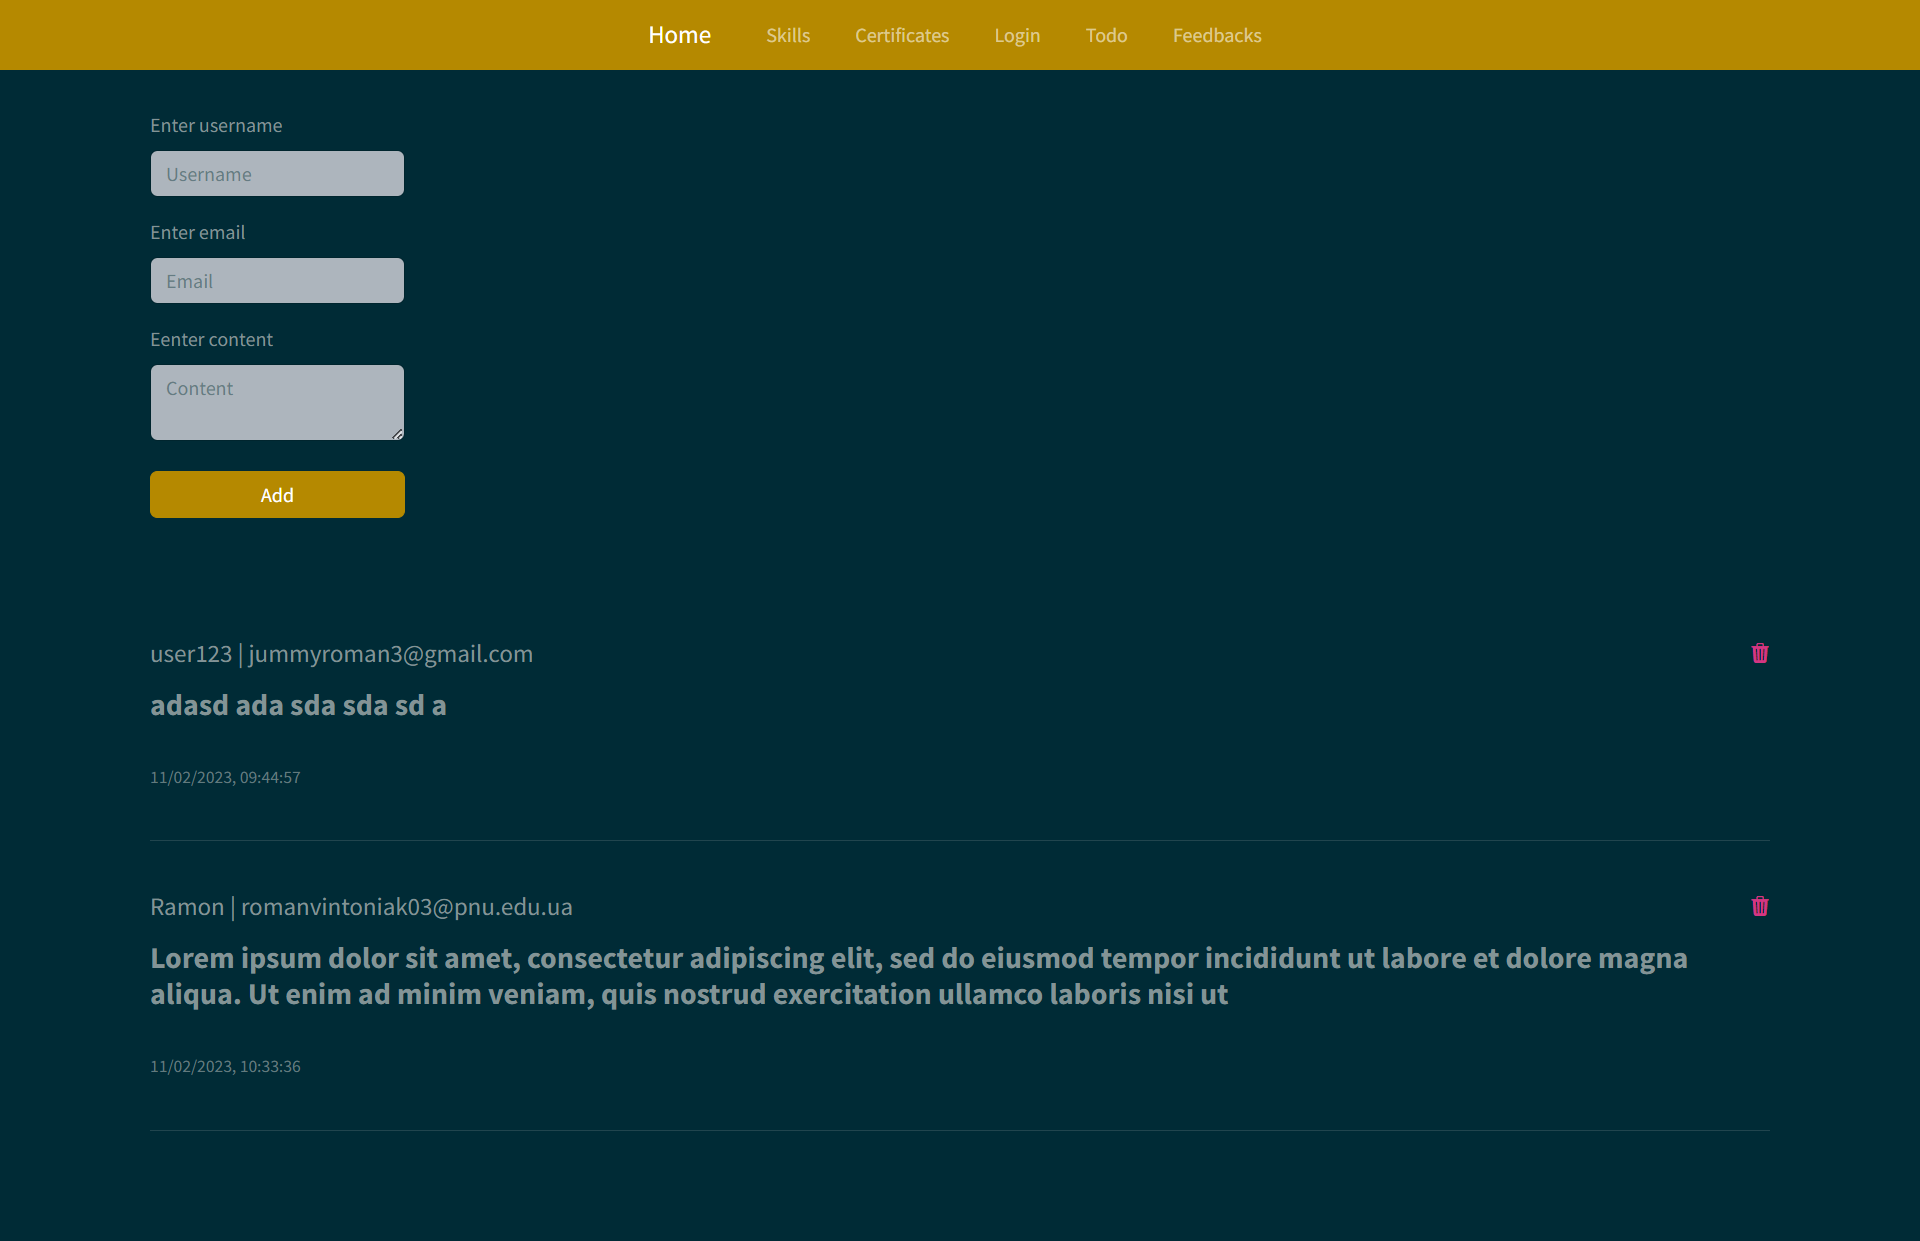 Home Skills Certificates Login Todo Feedbacks
Enter username
Username
Enter email
Email
Eenter content
Content
Add
user123 | jummyroman3@gmail.com
adasd ada sda sda sd a
11/02/2023, 09:44:57
Ramon | romanvintoniak03@pnu.edu.ua
Lorem ipsum dolor sit amet, consectetur adipiscing elit, sed do eiusmod tempor incididunt ut labore et dolore magna
aliqua. Ut enim ad minim veniam, quis nostrud exercitation ullamco laboris nisi ut
11/02/2023, 10:33:36